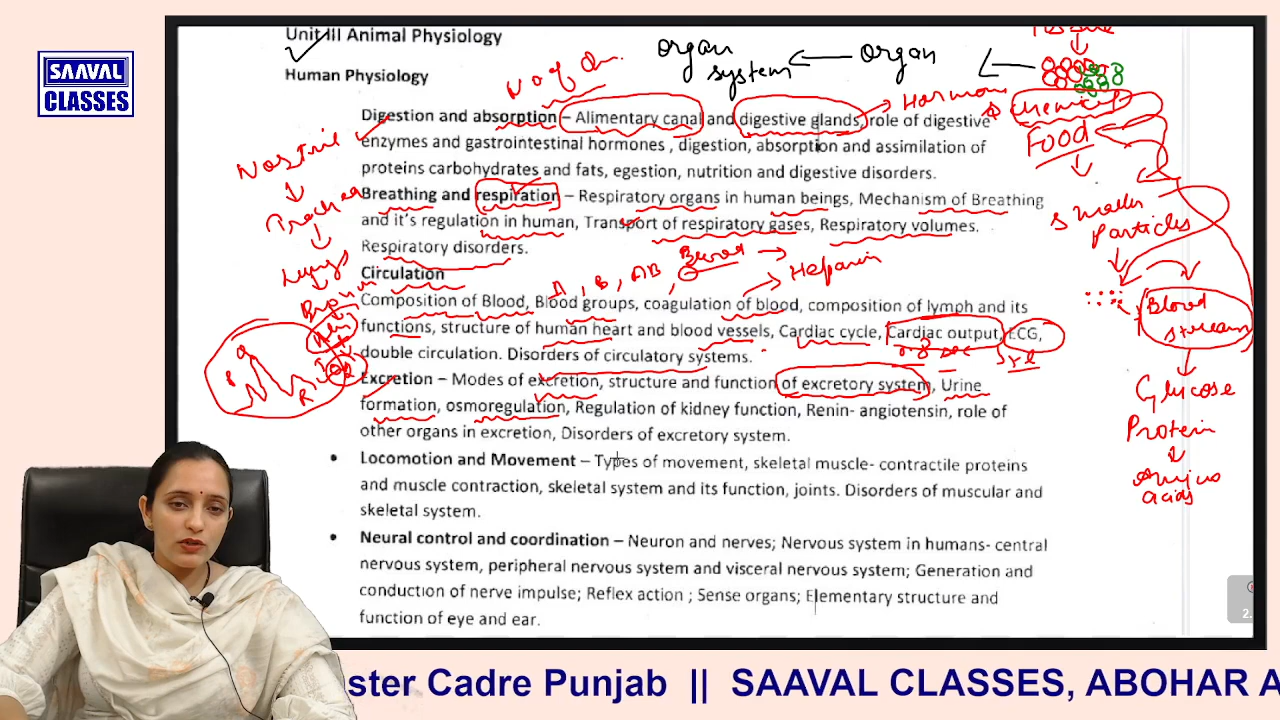 SAAVAL
CLASSES
Unit III Animal Physiology
Human Physiology
organ
system
organ
No of
Hormon
chemicals
Food
Smaller
Particles
Blood
stream
Glucose
Protein
amino
acids
Nostril
Trachea
Lungs
Digestion and absorption – Alimentary canal and digestive glands, role of digestive
enzymes and gastrointestinal hormones , digestion, absorption and assimilation of
proteins carbohydrates and fats, egestion, nutrition and digestive disorders.
Breathing and respiration – Respiratory organs in human beings, Mechanism of Breathing
and it's regulation in human, Transport of respiratory gases, Respiratory volumes.
Respiratory disorders.
Circulation
A , B , AB , O
Heparin
Composition of Blood, Blood groups, coagulation of blood, composition of lymph and its
functions, structure of human heart and blood vessels, Cardiac cycle, Cardiac output, ECG,
double circulation. Disorders of circulatory systems.
0.8 sec
5 rl
Excretion – Modes of excretion, structure and function of excretory system, Urine
formation, osmoregulation, Regulation of kidney function, Renin- angiotensin, role of
other organs in excretion, Disorders of excretory system.
• Locomotion and Movement – Types of movement, skeletal muscle- contractile proteins
and muscle contraction, skeletal system and its function, joints. Disorders of muscular and
skeletal system.
• Neural control and coordination – Neuron and nerves; Nervous system in humans- central
nervous system, peripheral nervous system and visceral nervous system; Generation and
conduction of nerve impulse; Reflex action ; Sense organs; Elementary structure and
function of eye and ear.
2.
ster Cadre Punjab || SAAVAL CLASSES, ABOHAR A